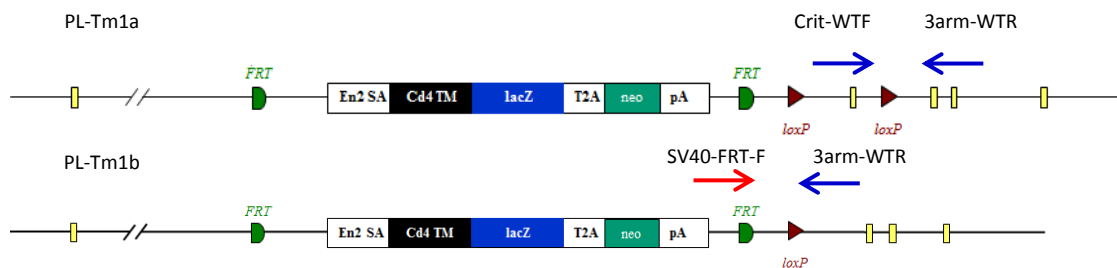 PL-Tm1a
Crit-WTF 3arm-WTR
FRT FRT
En2 SA Cd4 TM lacZ T2A neo pA
loxP loxP
PL-Tm1b
SV40-FRT-F 3arm-WTR
FRT FRT
En2 SA Cd4 TM lacZ T2A neo pA
loxP